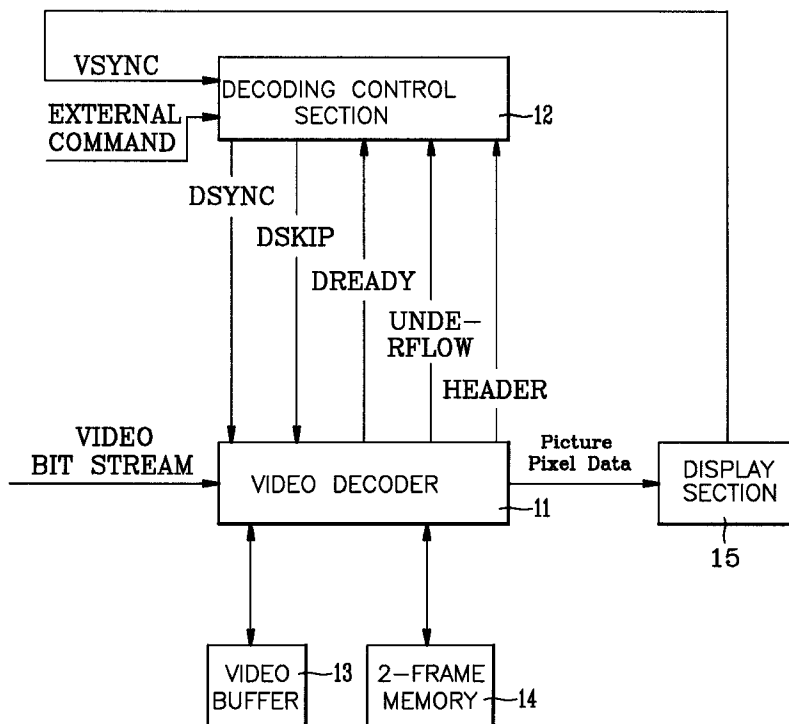 VSYNC
DECODING CONTROL
SECTION
12
EXTERNAL
COMMAND
DSYNC
DSKIP
DREADY
UNDE-
RFLOW
HEADER
VIDEO
BIT STREAM
VIDEO DECODER
11
Picture
Pixel Data
DISPLAY
SECTION
15
VIDEO
BUFFER
13
2-FRAME
MEMORY
14